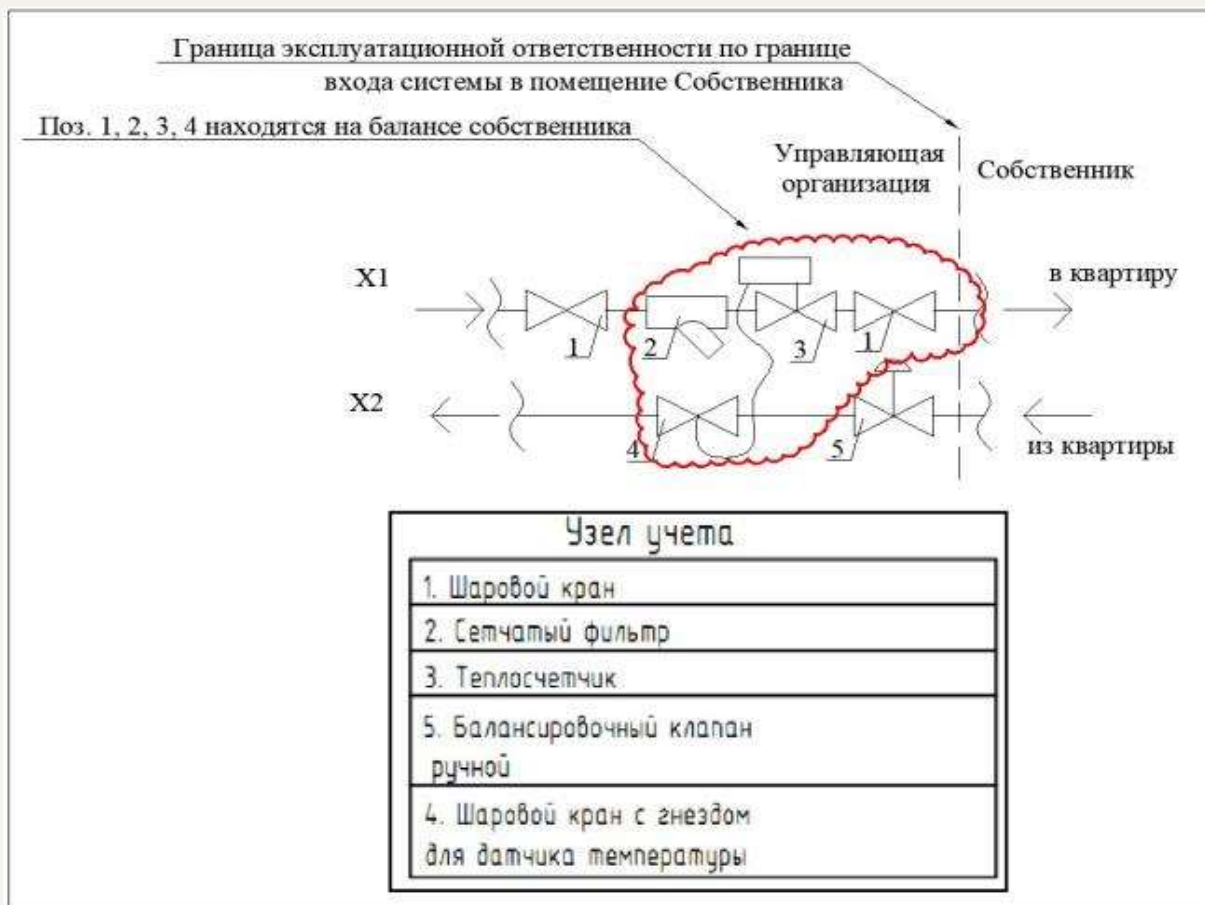 Граница эксплуатационной ответственности по границе
входа системы в помещение Собственника
Поз. 1, 2, 3, 4 находятся на балансе собственника
Управляющая
организация
Собственник
X1
в квартиру
1
2
3
1
X2
4
5
из квартиры
Узел учета
1. Шаровой кран
2. Сетчатый фильтр
3. Теплосчетчик
5. Балансировочный клапан
ручной
4. Шаровой кран с гнездом
для датчика температуры